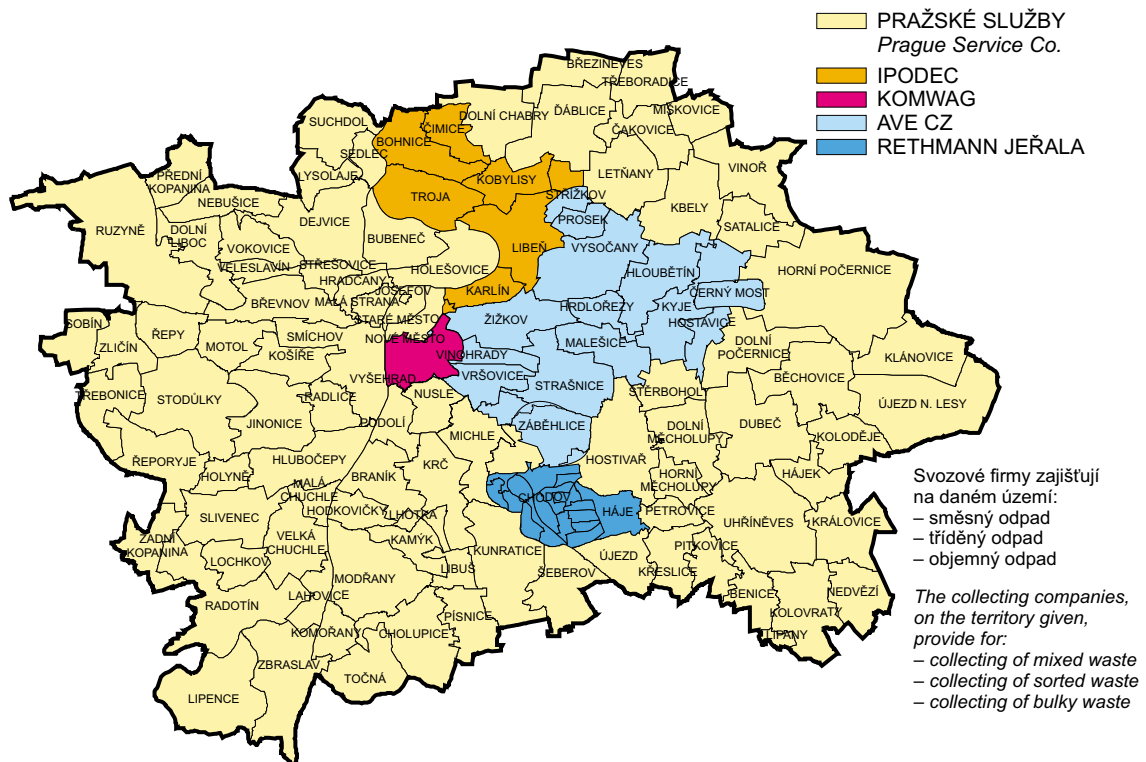 PRAŽSKÉ SLUŽBY
Prague Service Co.
IPODEC
KOMWAG
AVE CZ
RETHMANN JEŘALA
BŘEZINĚVES
TŘEBORADICE
MIŠKOVICE
DOLNÍ CHABRY
ĎÁBLICE
ČAKOVICE
SUCHDOL
ČIMICE
BOHNICE
SEDLEC
LYSOLAJE
PŘEDNÍ
KOPANINA
NEBUŠICE
KOBYLISY
LETŇANY
VINOŘ
TROJA
STŘÍŽKOV
KBELY
DEJVICE
PROSEK
SATALICE
RUZYNĚ
DOLNÍ
LIBOC
VOKOVICE
BUBENEČ
LIBEŇ
VYSOČANY
VELESLAVÍN
STŘEŠOVICE
HOLEŠOVICE
HLOUBĚTÍN
HORNÍ POČERNICE
HRADČANY
JOSEFOV
KARLÍN
ČERNÝ MOST
BŘEVNOV
MALÁ STRANA
HRDLOŘEZY
KYJE
STARÉ MĚSTO
ŽIŽKOV
HOSTAVICE
SOBÍN
ŘEPY
SMÍCHOV
NOVÉ MĚSTO
MALEŠICE
DOLNÍ
POČERNICE
ZLIČÍN
MOTOL
KOŠÍŘE
VINOHRADY
KLÁNOVICE
VYŠEHRAD
VRŠOVICE
STRAŠNICE
BĚCHOVICE
TŘEBONICE
STODŮLKY
RADLICE
NUSLE
ŠTĚRBOHOLY
ÚJEZD N. LESY
JINONICE
PODOLÍ
ZÁBĚHLICE
DOLNÍ
MĚCHOLUPY
DUBEČ
MICHLE
KOLODĚJE
ŘEPORYJE
HLUBOČEPY
KRČ
HOSTIVAŘ
HOLYNĚ
BRANÍK
HORNÍ
MĚCHOLUPY
HÁJEK
MALÁ
CHUCHLE
CHODOV
SLIVENEC
HODKOVIČKY
LHOTKA
HÁJE
PETROVICE
UHŘÍNĚVES
KRÁLOVICE
ZADNÍ
KOPANINA
VELKÁ
CHUCHLE
KAMÝK
KUNRATICE
PITKOVICE
LOCHKOV
LIBUŠ
ÚJEZD
MODŘANY
ŠEBEROV
KŘESLICE
RADOTÍN
LAHOVICE
BENICE
NEDVĚZÍ
PÍSNICE
KOLOVRATY
KOMOŘANY
CHOLUPICE
LIPANY
ZBRASLAV
TOČNÁ
LIPENCE
Svozové firmy zajišťují
na daném území:
– směsný odpad
– tříděný odpad
– objemný odpad
The collecting companies,
on the territory given,
provide for:
– collecting of mixed waste
– collecting of sorted waste
– collecting of bulky waste